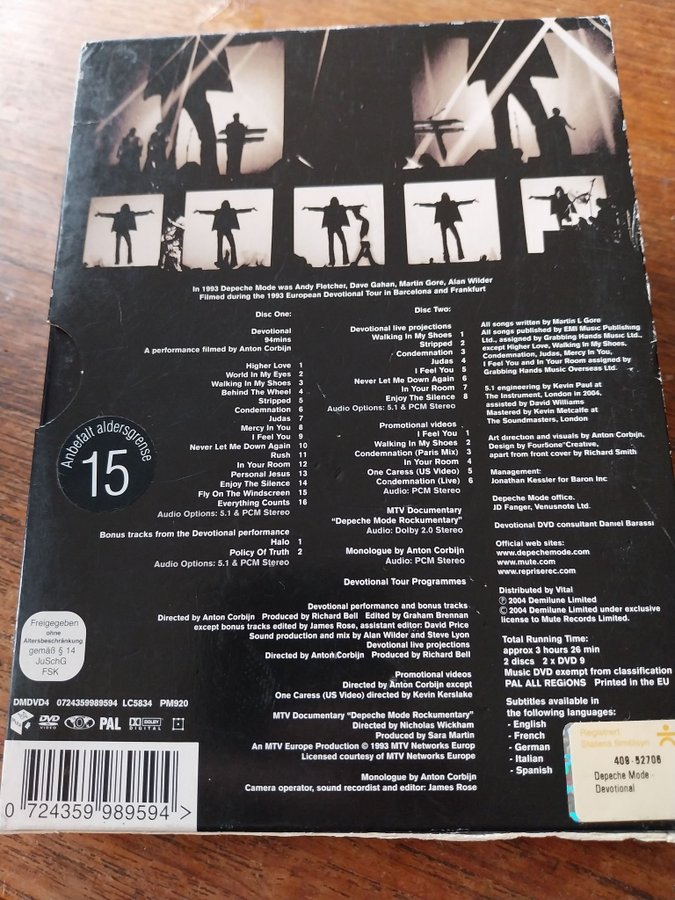 In 1993 Depeche Mode was Andy Fletcher, Dave Gahan, Martin Gore, Alan Wilder
Filmed during the 1993 European Devotional Tour in Barcelona and Frankfurt
Disc One:
Devotional
94mins
A performance filmed by Anton Corbijn
Higher Love 1
World In My Eyes 2
Walking In My Shoes 3
Behind The Wheel 4
Stripped 5
Condemnation 6
Judas 7
Mercy In You 8
I Feel You 9
Never Let Me Down Again 10
Rush 11
In Your Room 12
Personal Jesus 13
Enjoy The Silence 14
Fly On The Windscreen 15
Everything Counts 16
Audio Options: 5.1 & PCM Stereo
Bonus tracks from the Devotional performance
Halo 1
Policy Of Truth 2
Audio Options: 5.1 & PCM Stereo
Disc Two:
Devotional live projections
Walking In My Shoes 1
Stripped 2
Condemnation 3
Judas 4
I Feel You 5
Never Let Me Down Again 6
In Your Room 7
Enjoy The Silence 8
Audio Options: 5.1 & PCM Stereo
Promotional videos
I Feel You 1
Walking In My Shoes 2
Condemnation (Paris Mix) 3
In Your Room 4
One Caress (US Video) 5
Condemnation (Live) 6
Audio: PCM Stereo
MTV Documentary
"Depeche Mode Rockumentary"
Audio: Dolby 2.0 Stereo
Monologue by Anton Corbijn
Audio: PCM Stereo
Devotional Tour Programmes
Devotional performance and bonus tracks
Directed by Anton Corbijn Produced by Richard Bell Edited by Graham Brennan
except bonus tracks edited by James Rose, assistant editor: David Price
Sound production and mix by Alan Wilder and Steve Lyon
Devotional live projections
Directed by Anton Corbijn Produced by Richard Bell
Promotional videos
Directed by Anton Corbijn except
One Caress (US Video) directed by Kevin Kerslake
MTV Documentary "Depeche Mode Rockumentary"
Directed by Nicholas Wickham
Produced by Sara Martin
An MTV Europe Production © 1993 MTV Networks Europ
Licensed courtesy of MTV Networks Europe
Monologue by Anton Corbijn
Camera operator, sound recordist and editor: James Rose
All songs written by Martin L Gore
All songs published by EMI Music Publishing
Ltd., assigned by Grabbing Hands Music Ltd.,
except Higher Love, Walking In My Shoes,
Condemnation, Judas, Mercy In You,
I Feel You and In Your Room assigned by
Grabbing Hands Music Overseas Ltd.
5.1 engineering by Kevin Paul at
The Instrument, London in 2004,
assisted by David Williams
Mastered by Kevin Metcalfe at
The Soundmasters, London
Art direction and visuals by Anton Corbijn,
Design by Four5one°Creative,
apart from front cover by Richard Smith
Management:
Jonathan Kessler for Baron Inc
Depeche Mode office.
JD Fanger, Venusnote Ltd.
Devotional DVD consultant Daniel Barassi
Official web sites:
www.depechemode.com
www.mute.com
www.repriserec.com
Distributed by Vital
℗ 2004 Demilune Limited
© 2004 Demilune Limited under exclusive
license to Mute Records Limited.
Total Running Time:
approx 3 hours 26 min
2 discs 2 x DVD 9
Music DVD exempt from classification
PAL ALL REGiONS Printed in the EU
Subtitles available in
the following languages:
- English
- French
- German
- Italian
- Spanish
Anbefalt aldersgrense
15
Freigegeben
ohne
Altersbeschränkung
gemäß § 14
JuSchG
FSK
DMDVD4 0724359989594 LC5834 PM920
DVD
VIDEO
PAL
DOLBY
DIGITAL
0 724359 989594 >
Registrert
408-52706
Depeche Mode -
Devotional